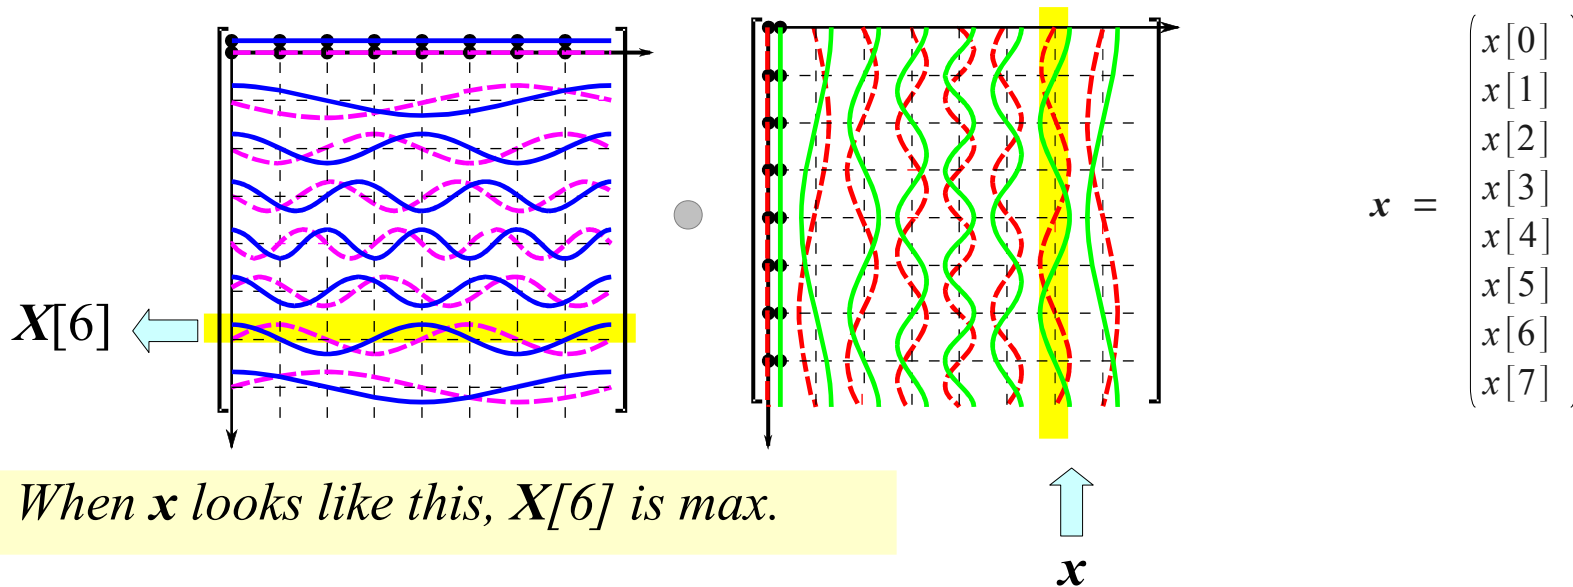 x[0]
x[1]
x[2]
x[3]
x =
x[4]
x[5]
X[6]
x[6]
x[7]
When x looks like this, X[6] is max.
x